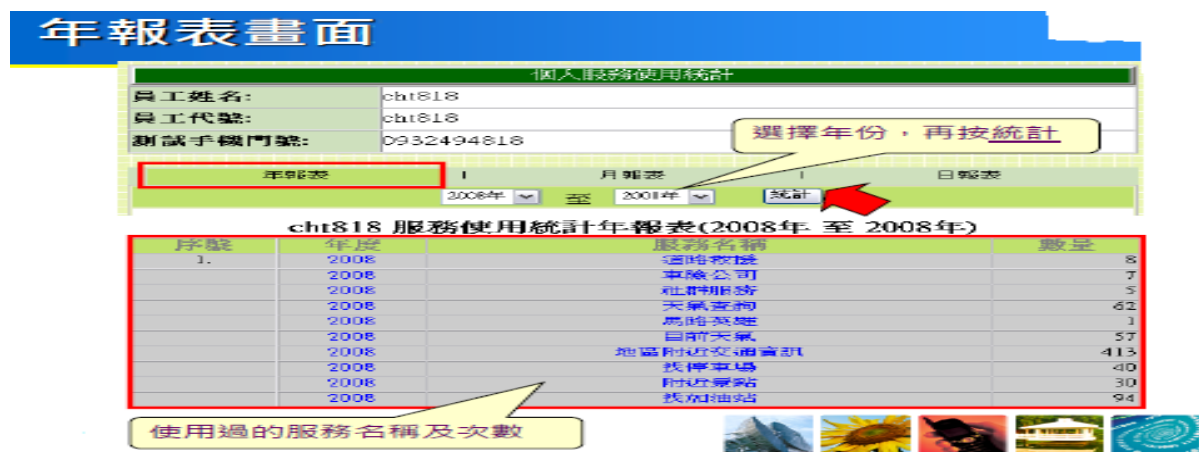 年報表畫面
個人服務使用統計
員工姓名: cht818
員工代號: cht818
測試手機門號: 0932494818
選擇年份，再按統計
年報表 | 月報表 | 日報表
2008年 至 2008年 統計
cht818 服務使用統計年報表(2008年 至 2008年)
序號 年度 服務名稱 數量
1. 2008 道路救援 8
2008 車險公司 7
2008 社群服務 5
2008 天氣查詢 62
2008 馬路英雄 1
2008 目前天氣 57
2008 地區附近交通資訊 413
2008 找停車場 40
2008 附近景點 30
2008 找加油站 94
使用過的服務名稱及次數